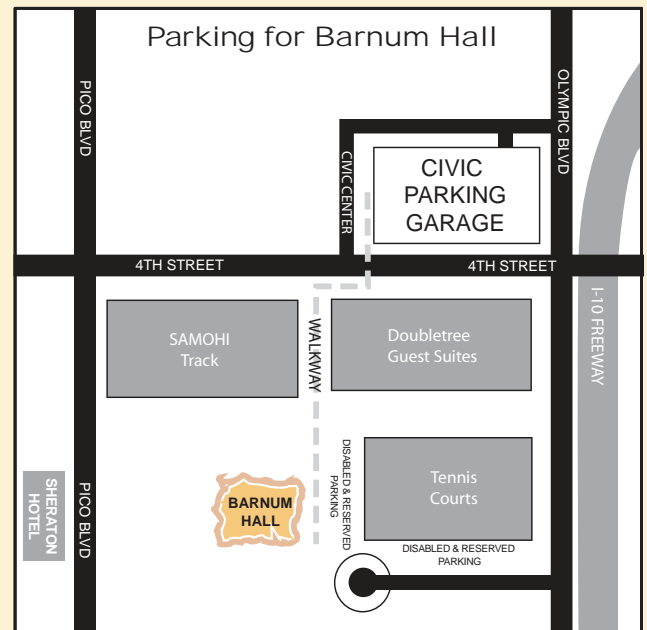 Parking for Barnum Hall
PICO BLVD
OLYMPIC BLVD
CIVIC CENTER
CIVIC
PARKING
GARAGE
4TH STREET
4TH STREET
I-10 FREEWAY
SAMOHI
Track
WALKWAY
Doubletree
Guest Suites
SHERATON
HOTEL
PICO BLVD
BARNUM
HALL
DISABLED & RESERVED
PARKING
Tennis
Courts
DISABLED & RESERVED
PARKING